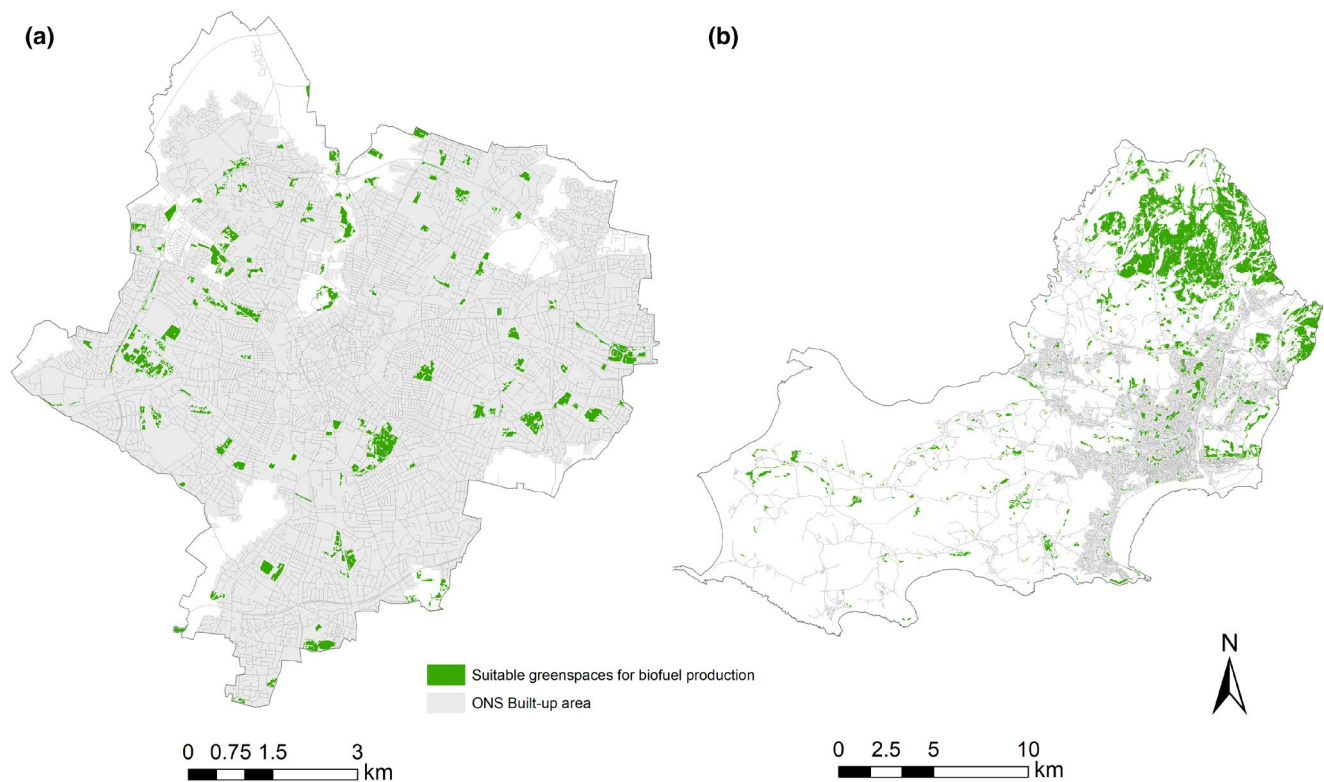 (a)
(b)
Suitable greenspaces for biofuel production
ONS Built-up area
N
0 0.75 1.5 3
km
0 2.5 5 10
km